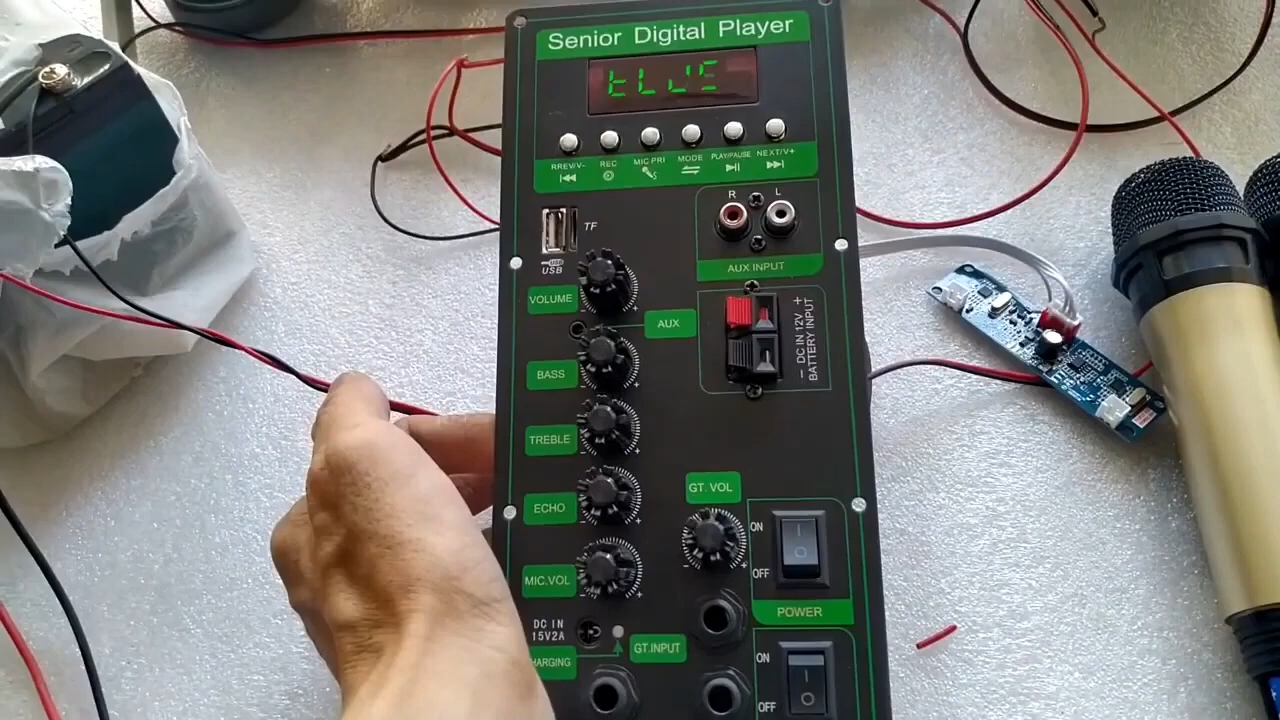 Senior Digital Player
RREV/V- REC MIC PRI MODE PLAY/PAUSE NEXT/V+
R L
TF
USB
AUX INPUT
VOLUME
AUX
BASS
TREBLE
ECHO
MIC.VOL
+ DC IN 12V
- BATTERY INPUT
GT. VOL
ON
OFF
POWER
DC IN
15V2A
GT.INPUT
ON
OFF